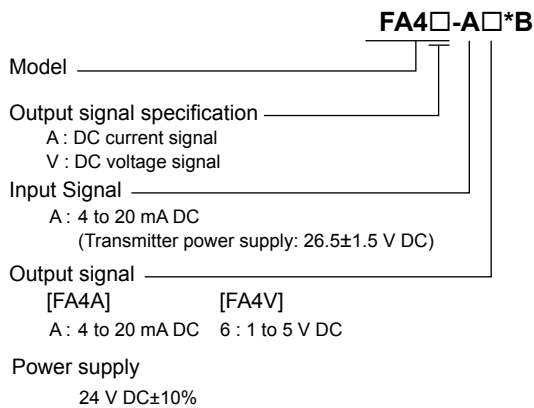 FA4□-A□*B
Model
Output signal specification
A : DC current signal
V : DC voltage signal
Input Signal
A : 4 to 20 mA DC
(Transmitter power supply: 26.5±1.5 V DC)
Output signal
[FA4A] [FA4V]
A : 4 to 20 mA DC 6 : 1 to 5 V DC
Power supply
24 V DC±10%